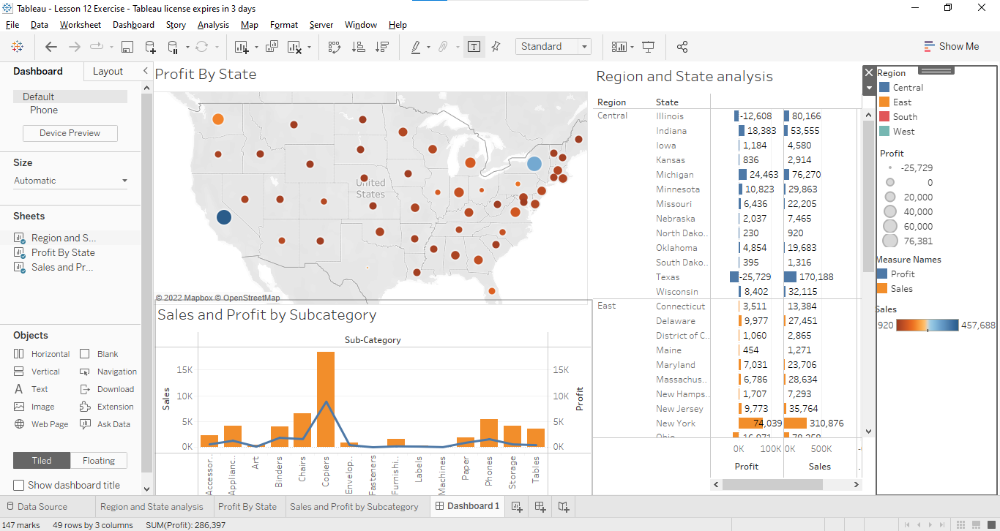 Tableau - Lesson 12 Exercise - Tableau license expires in 3 days
File Data Worksheet Dashboard Story Analysis Map Format Server Window Help
Standard
Show Me
Dashboard Layout
Default
Phone
Device Preview
Size
Automatic
Sheets
Region and S...
Profit By State
Sales and Pr...
Objects
Horizontal Blank
Vertical Navigation
Text Download
Image Extension
Web Page Ask Data
Tiled Floating
Show dashboard title
Profit By State
United
States
© 2022 Mapbox © OpenStreetMap
Sales and Profit by Subcategory
Sub-Category
Sales
15K
10K
5K
0K
15K
10K
5K
0K
Profit
Accessor..
Applianc..
Art
Binders
Chairs
Copiers
Envelop..
Fasteners
Furnishi..
Labels
Machines
Paper
Phones
Storage
Tables
Region and State analysis
Region State
Central Illinois -12,608 80,166
Indiana 18,383 53,555
Iowa 1,184 4,580
Kansas 836 2,914
Michigan 24,463 76,270
Minnesota 10,823 29,863
Missouri 6,436 22,205
Nebraska 2,037 7,465
North Dako.. 230 920
Oklahoma 4,854 19,683
South Dako.. 395 1,316
Texas -25,729 170,188
Wisconsin 8,402 32,115
East Connecticut 3,511 13,384
Delaware 9,977 27,451
District of C.. 1,060 2,865
Maine 454 1,271
Maryland 7,031 23,706
Massachus.. 6,786 28,634
New Hamps.. 1,707 7,293
New Jersey 9,773 35,764
New York 74,039 310,876
Ohio 16,971 78,258
0K 100K 0K 500K
Profit Sales
Region
Central
East
South
West
Profit
-25,729
0
20,000
40,000
60,000
76,381
Measure Names
Profit
Sales
Sales
920 457,688
Data Source Region and State analysis Profit By State Sales and Profit by Subcategory Dashboard 1
147 marks 49 rows by 3 columns SUM(Profit): 286,397